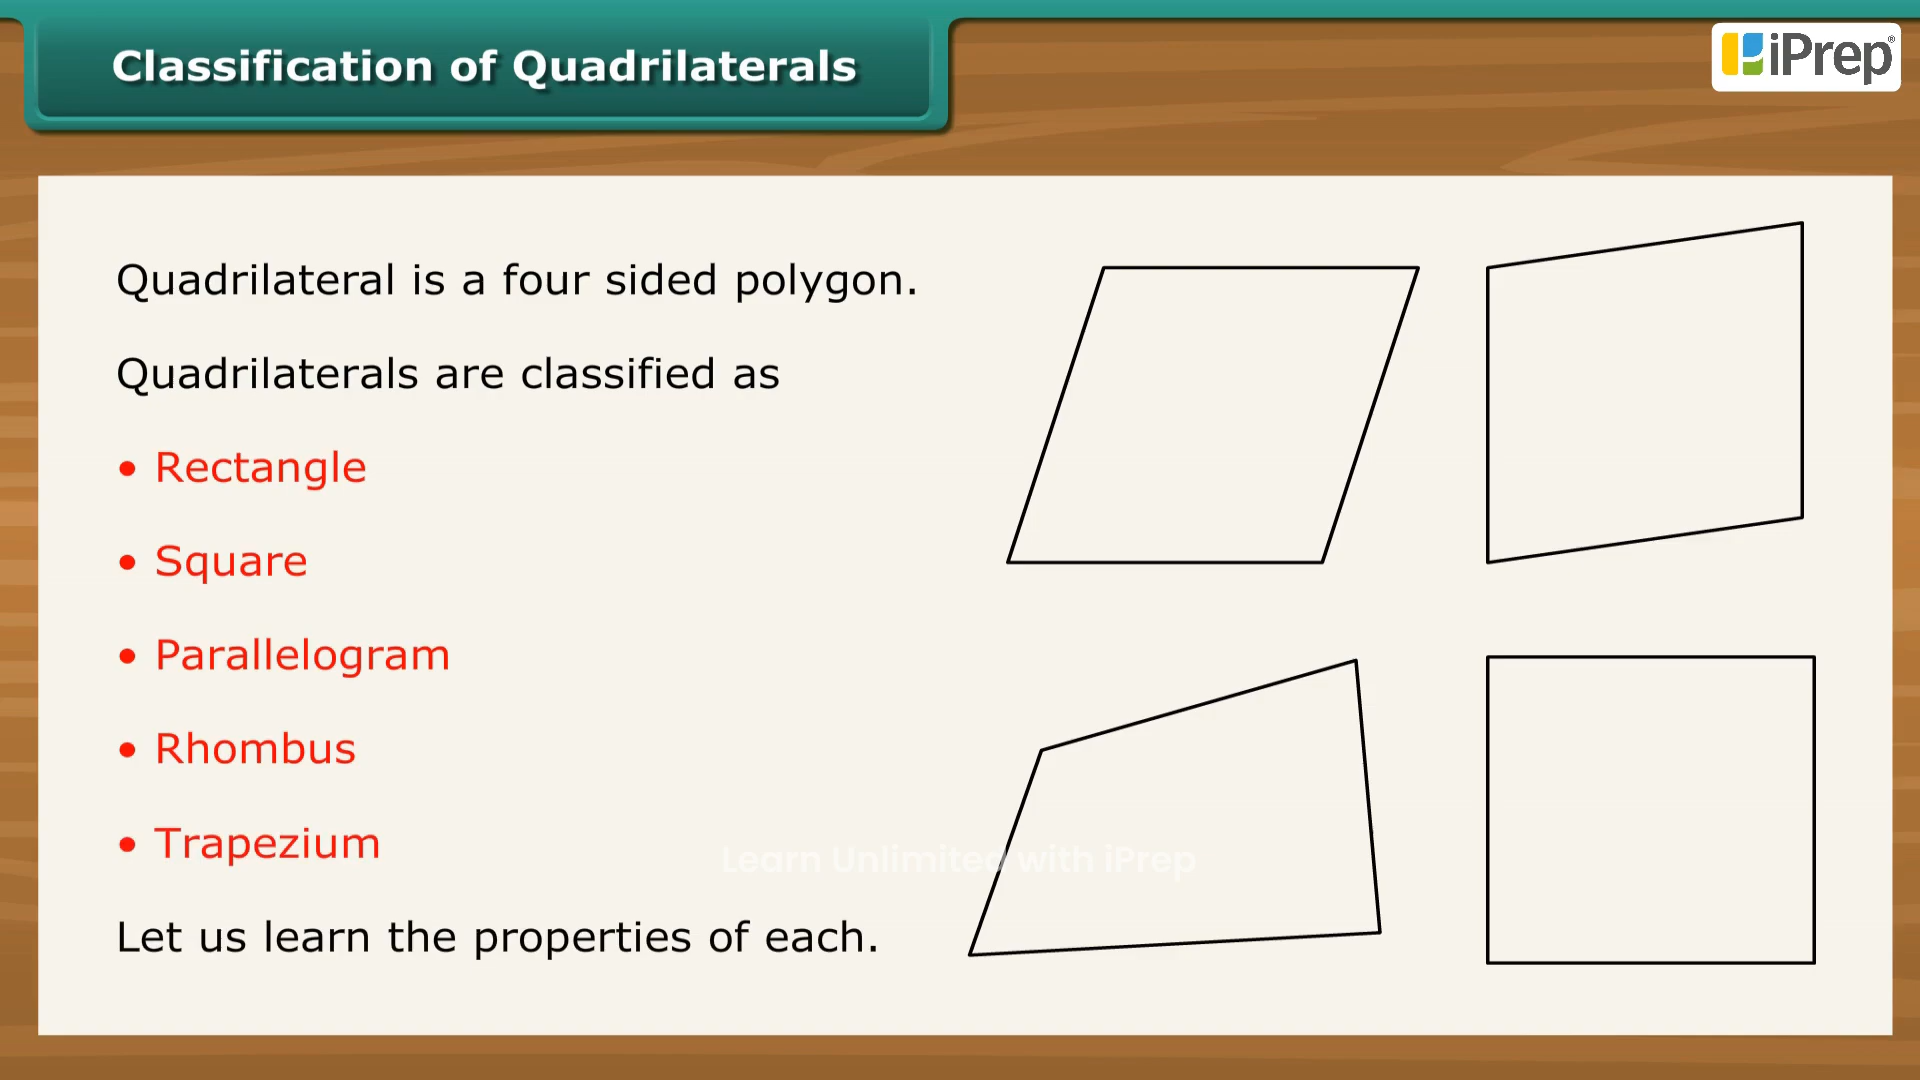 Classification of Quadrilaterals
iPrep®
Quadrilateral is a four sided polygon.
Quadrilaterals are classified as
• Rectangle
• Square
• Parallelogram
• Rhombus
• Trapezium
Learn Unlimited with iPrep
Let us learn the properties of each.